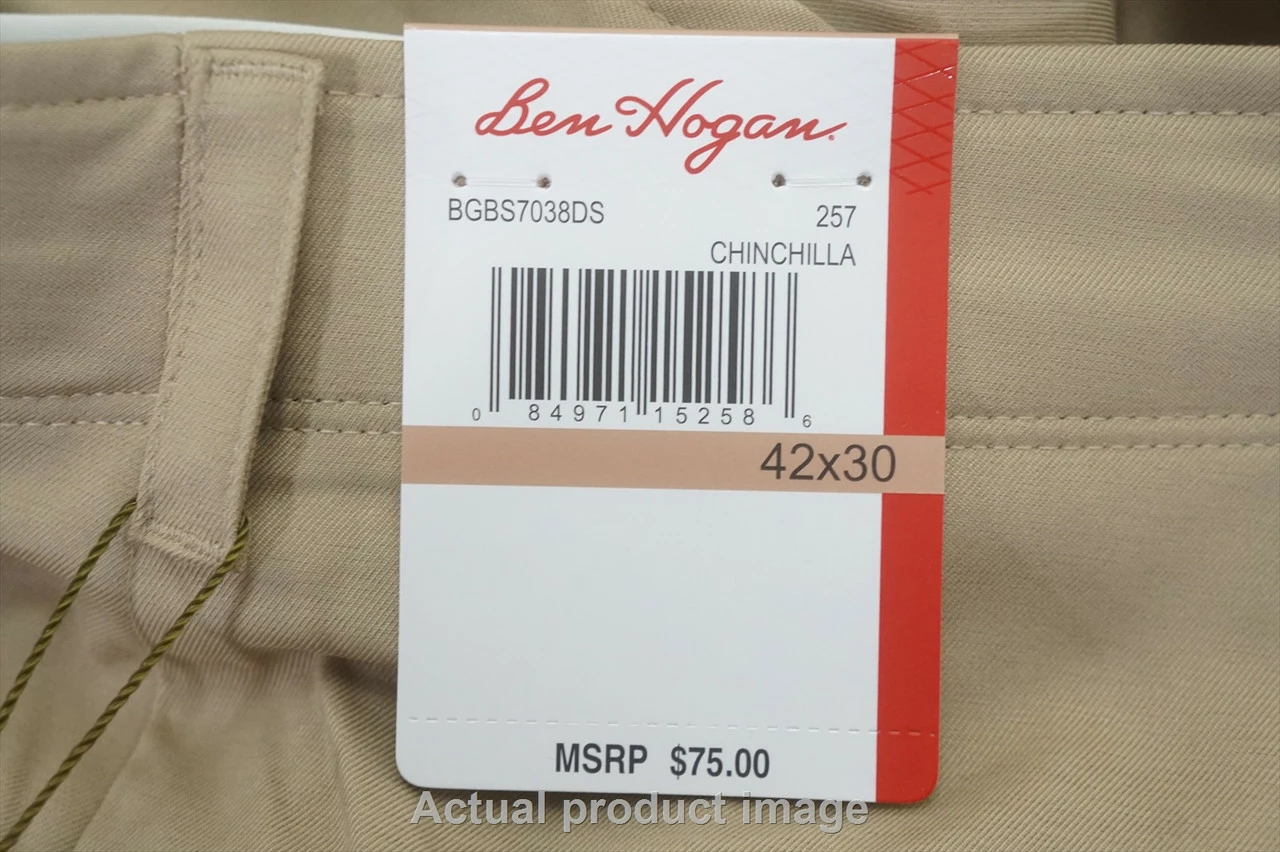 Ben Hogan.
BGBS7038DS 257
CHINCHILLA
0 84971 15258 6
42x30
MSRP $75.00
Actual product image